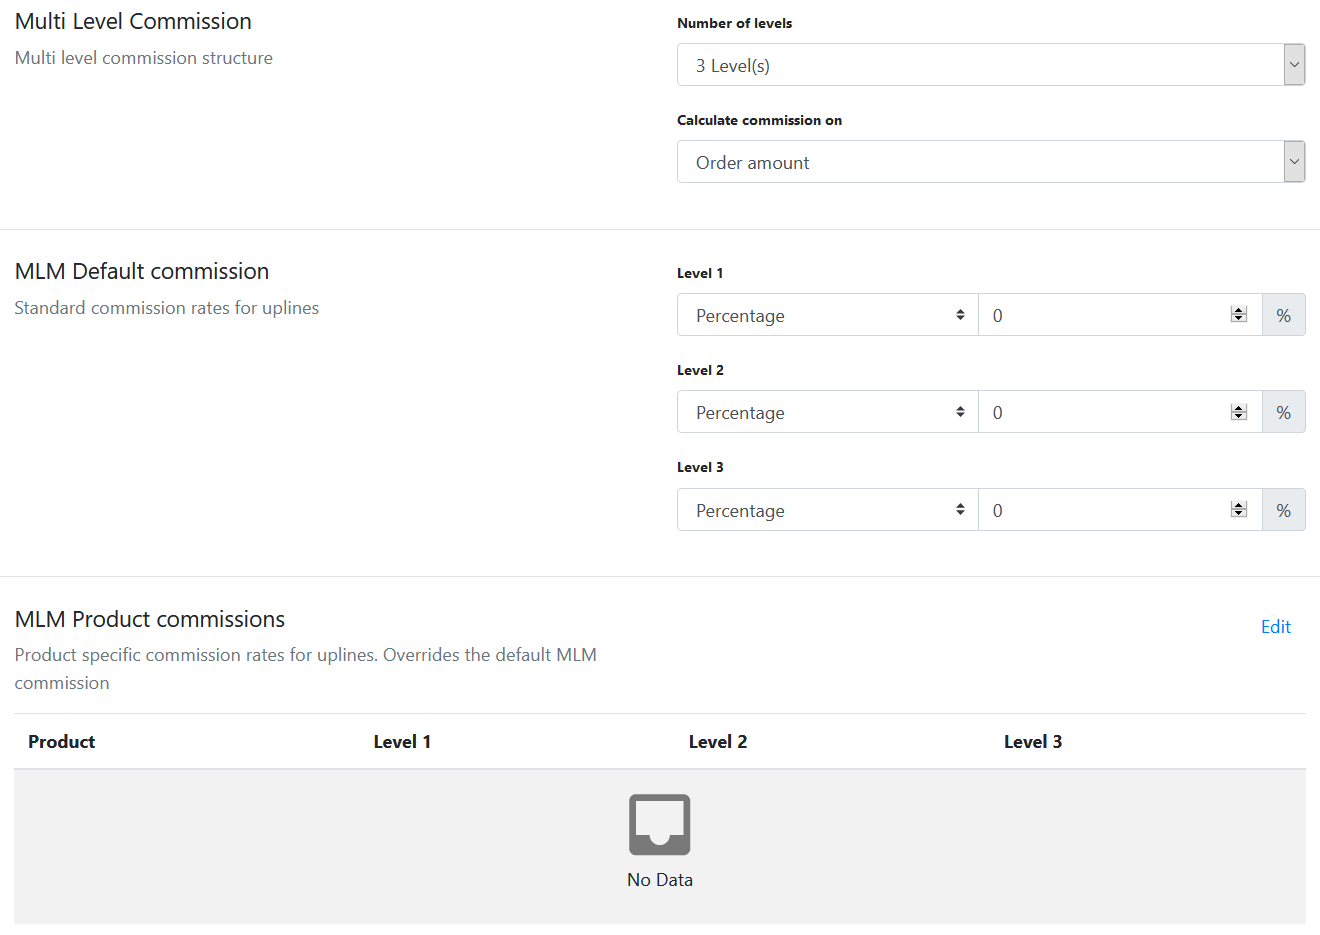 Multi Level Commission
Multi level commission structure
Number of levels
3 Level(s)
Calculate commission on
Order amount
MLM Default commission
Standard commission rates for uplines
Level 1
Percentage 0 %
Level 2
Percentage 0 %
Level 3
Percentage 0 %
MLM Product commissions
Edit
Product specific commission rates for uplines. Overrides the default MLM
commission
Product Level 1 Level 2 Level 3
No Data